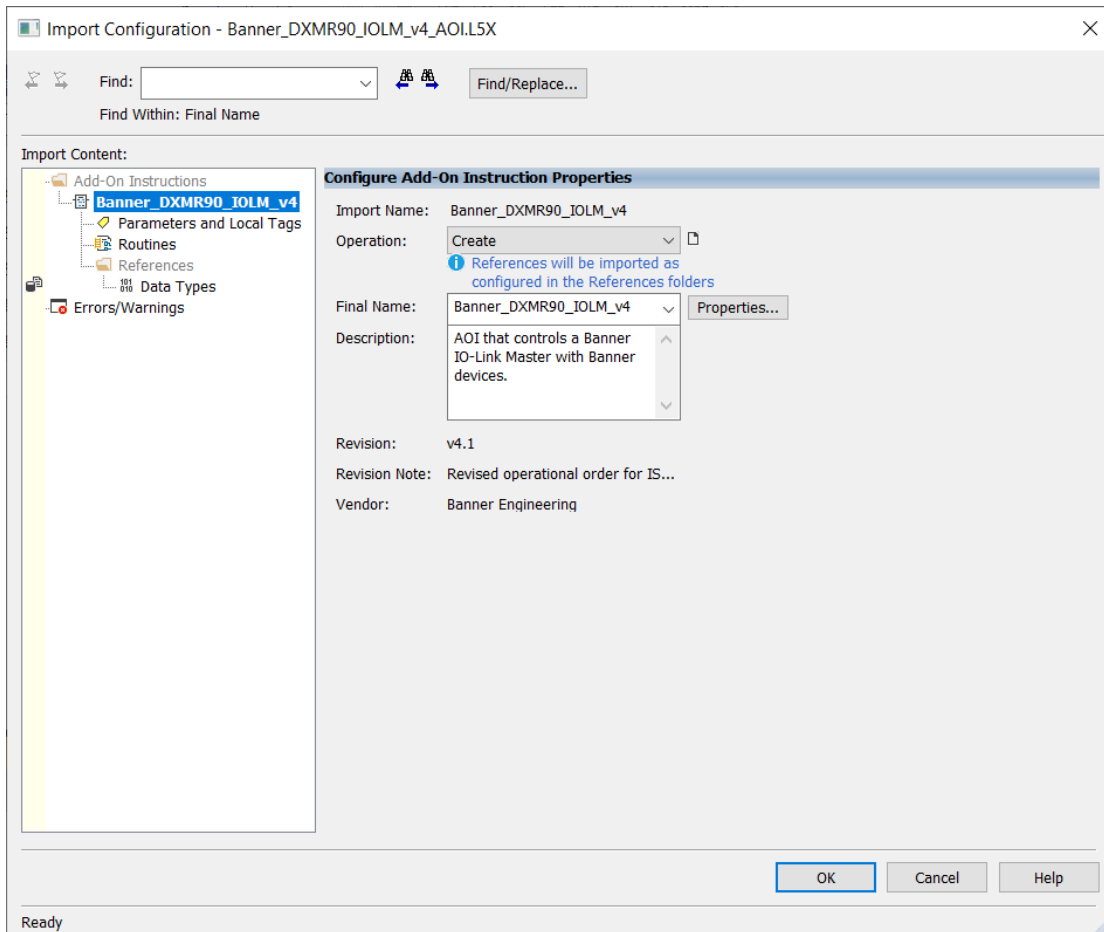 Import Configuration - Banner_DXMR90_IOLM_v4_AOI.L5X
Find:
Find/Replace...
Find Within: Final Name
Import Content:
Add-On Instructions
Banner_DXMR90_IOLM_v4
Parameters and Local Tags
Routines
References
Data Types
Errors/Warnings
Configure Add-On Instruction Properties
Import Name: Banner_DXMR90_IOLM_v4
Operation: Create
References will be imported as
configured in the References folders
Final Name: Banner_DXMR90_IOLM_v4 Properties...
Description: AOI that controls a Banner
IO-Link Master with Banner
devices.
Revision: v4.1
Revision Note: Revised operational order for IS...
Vendor: Banner Engineering
OK Cancel Help
Ready